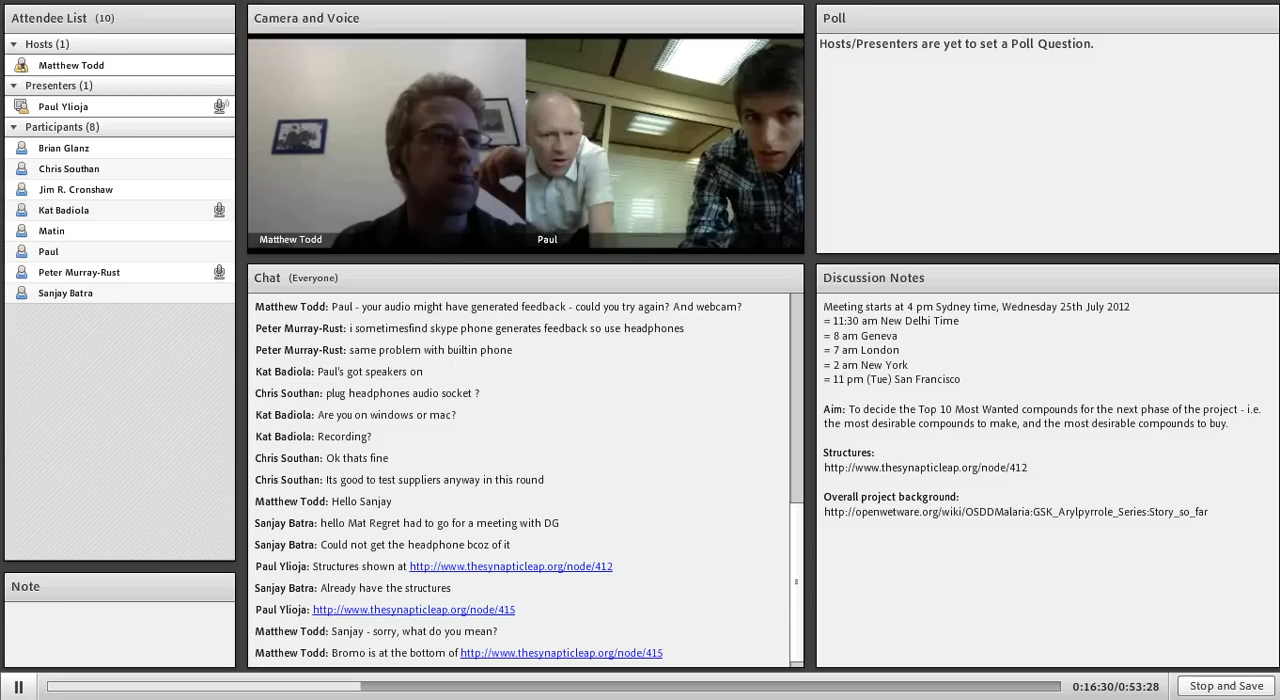 Attendee List (10)
Hosts (1)
Matthew Todd
Presenters (1)
Paul Ylioja
Participants (8)
Brian Glanz
Chris Southan
Jim R. Cronshaw
Kat Badiola
Matin
Paul
Peter Murray-Rust
Sanjay Batra
Note
Camera and Voice
Matthew Todd
Paul
Chat (Everyone)
Matthew Todd: Paul - your audio might have generated feedback - could you try again? And webcam?
Peter Murray-Rust: i sometimesfind skype phone generates feedback so use headphones
Peter Murray-Rust: same problem with builtin phone
Kat Badiola: Paul's got speakers on
Chris Southan: plug headphones audio socket ?
Kat Badiola: Are you on windows or mac?
Kat Badiola: Recording?
Chris Southan: Ok thats fine
Chris Southan: Its good to test suppliers anyway in this round
Matthew Todd: Hello Sanjay
Sanjay Batra: hello Mat Regret had to go for a meeting with DG
Sanjay Batra: Could not get the headphone bcoz of it
Paul Ylioja: Structures shown at http://www.thesynapticleap.org/node/412
Sanjay Batra: Already have the structures
Paul Ylioja: http://www.thesynapticleap.org/node/415
Matthew Todd: Sanjay - sorry, what do you mean?
Matthew Todd: Bromo is at the bottom of http://www.thesynapticleap.org/node/415
Poll
Hosts/Presenters are yet to set a Poll Question.
Discussion Notes
Meeting starts at 4 pm Sydney time, Wednesday 25th July 2012
= 11:30 am New Delhi Time
= 8 am Geneva
= 7 am London
= 2 am New York
= 11 pm (Tue) San Francisco
Aim: To decide the Top 10 Most Wanted compounds for the next phase of the project - i.e.
the most desirable compounds to make, and the most desirable compounds to buy.
Structures:
http://www.thesynapticleap.org/node/412
Overall project background:
http://openwetware.org/wiki/OSDDMalaria:GSK_Arylpyrrole_Series:Story_so_far
0:16:30/0:53:28
Stop and Save